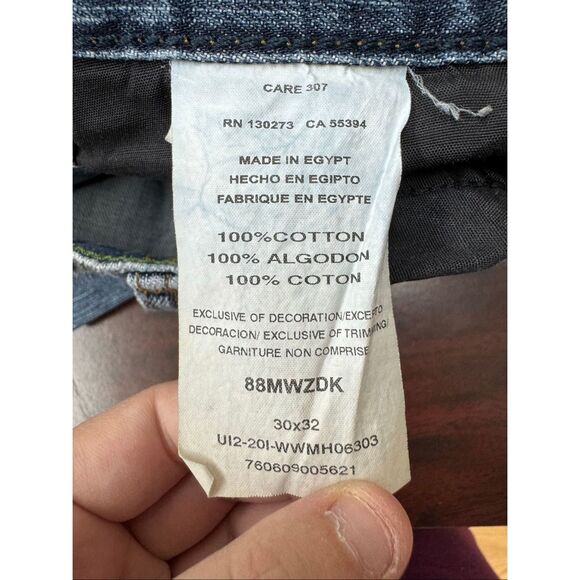 CARE 307
RN 130273 CA 55394
MADE IN EGYPT
HECHO EN EGIPTO
FABRIQUE EN EGYPTE
100%COTTON
100% ALGODON
100% COTON
EXCLUSIVE OF DECORATION/EXCEPTO
DECORACION/ EXCLUSIVE OF TRIMMING/
GARNITURE NON COMPRISE
88MWZDK
30x32
UI2-20I-WWMH06303
760609005621